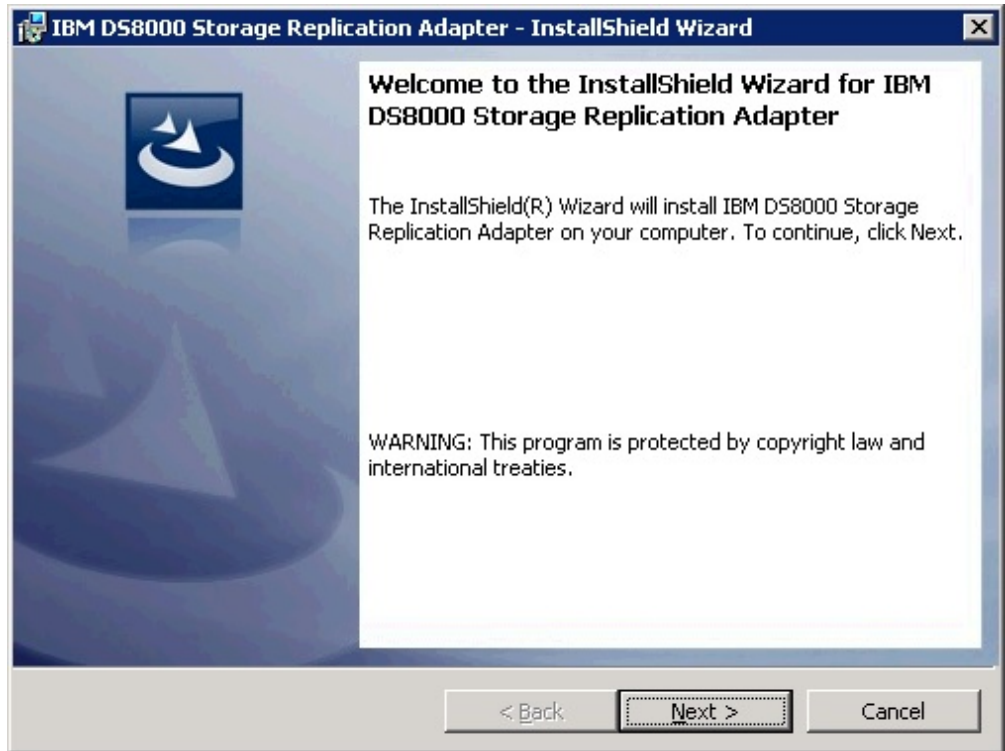 IBM DS8000 Storage Replication Adapter - InstallShield Wizard
Welcome to the InstallShield Wizard for IBM
DS8000 Storage Replication Adapter
The InstallShield(R) Wizard will install IBM DS8000 Storage
Replication Adapter on your computer. To continue, click Next.
WARNING: This program is protected by copyright law and
international treaties.
< Back
Next >
Cancel